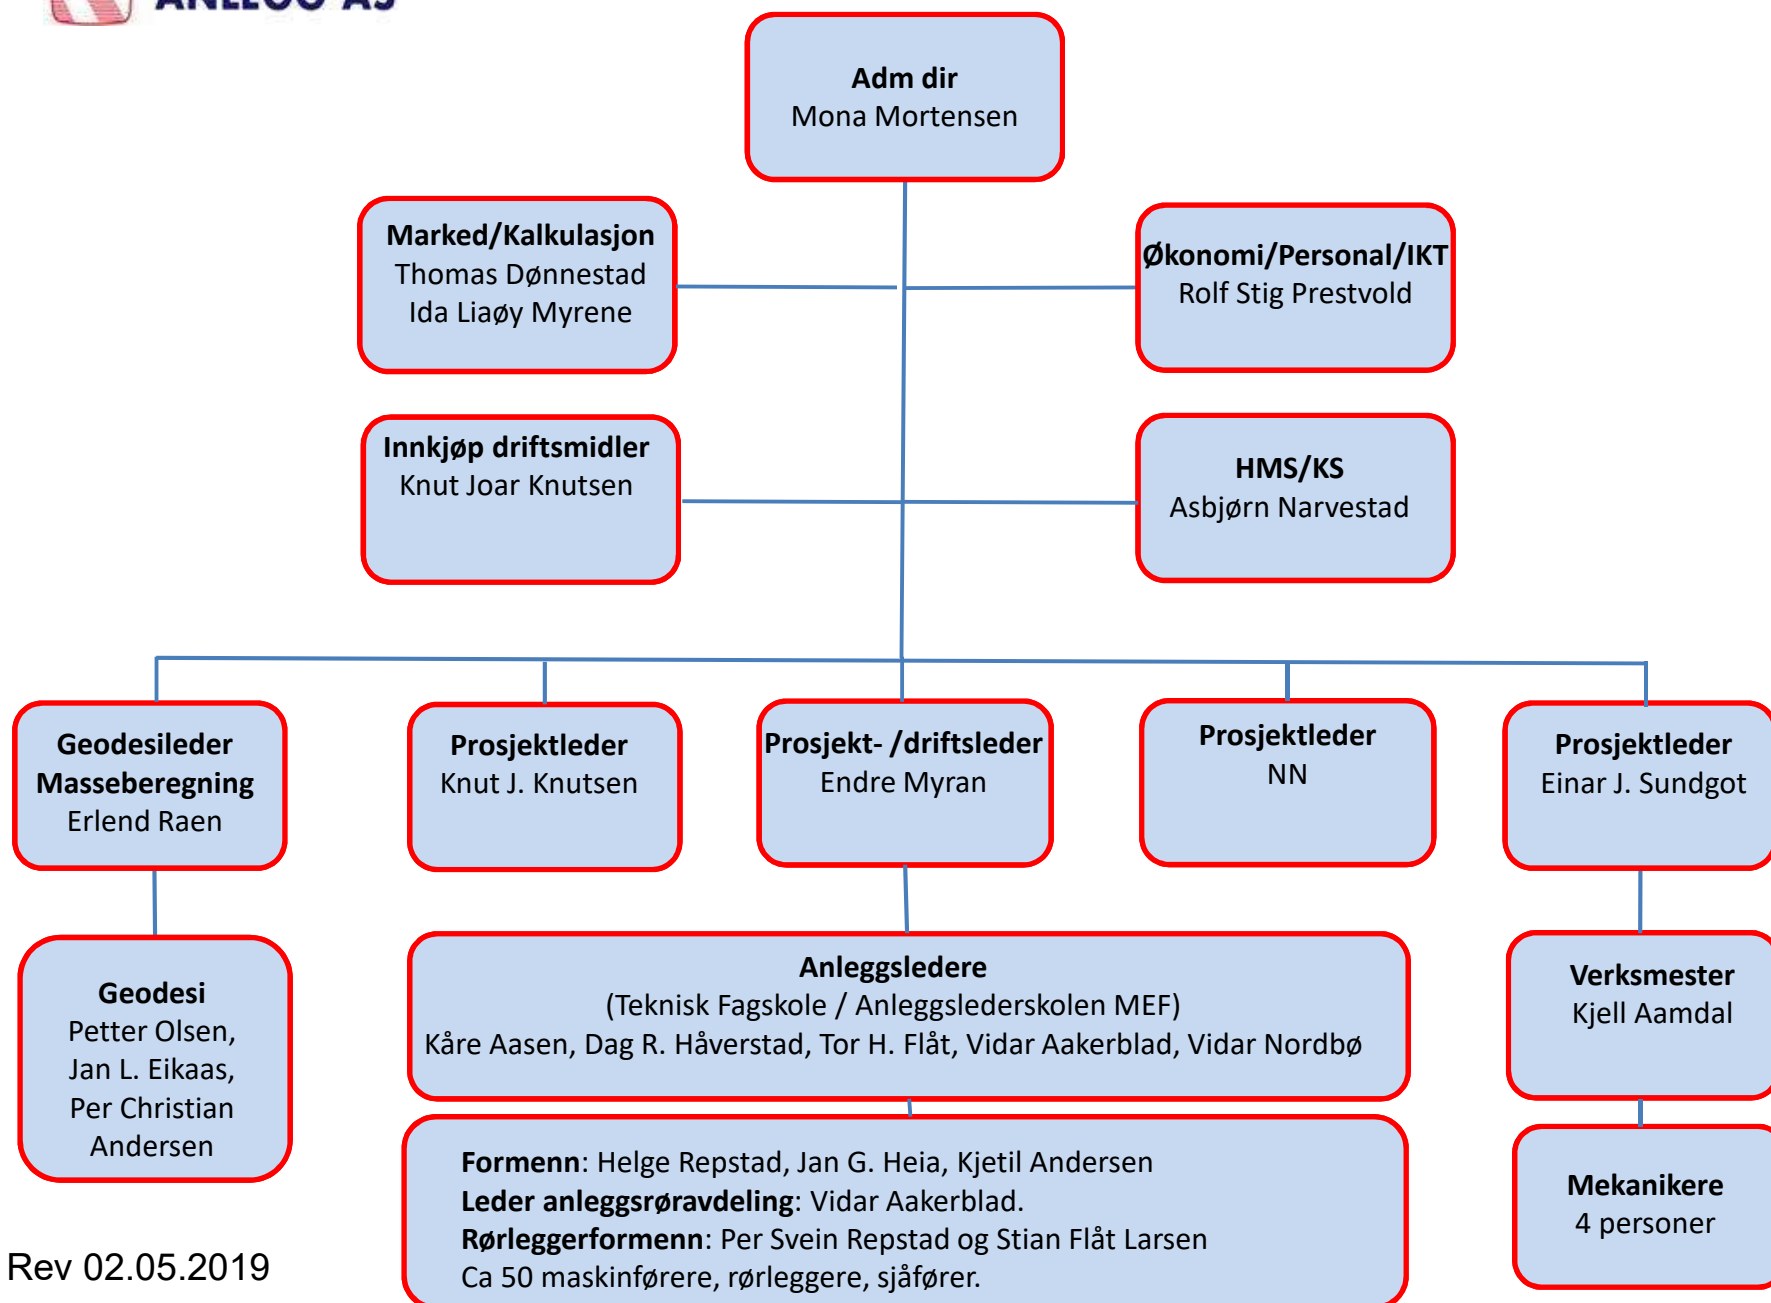 ANLEGG AS
Adm dir
Mona Mortensen
Marked/Kalkulasjon
Thomas Dønnestad
Ida Liaøy Myrene
Økonomi/Personal/IKT
Rolf Stig Prestvold
Innkjøp driftsmidler
Knut Joar Knutsen
HMS/KS
Asbjørn Narvestad
Geodesileder
Masseberegning
Erlend Raen
Prosjektleder
Knut J. Knutsen
Prosjekt- /driftsleder
Endre Myran
Prosjektleder
NN
Prosjektleder
Einar J. Sundgot
Geodesi
Petter Olsen,
Jan L. Eikaas,
Per Christian
Andersen
Anleggsledere
(Teknisk Fagskole / Anleggslederskolen MEF)
Kåre Aasen, Dag R. Håverstad, Tor H. Flåt, Vidar Aakerblad, Vidar Nordbø
Verksmester
Kjell Aamdal
Formenn: Helge Repstad, Jan G. Heia, Kjetil Andersen
Leder anleggsrøravdeling: Vidar Aakerblad.
Rørleggerformenn: Per Svein Repstad og Stian Flåt Larsen
Ca 50 maskinførere, rørleggere, sjåfører.
Mekanikere
4 personer
Rev 02.05.2019